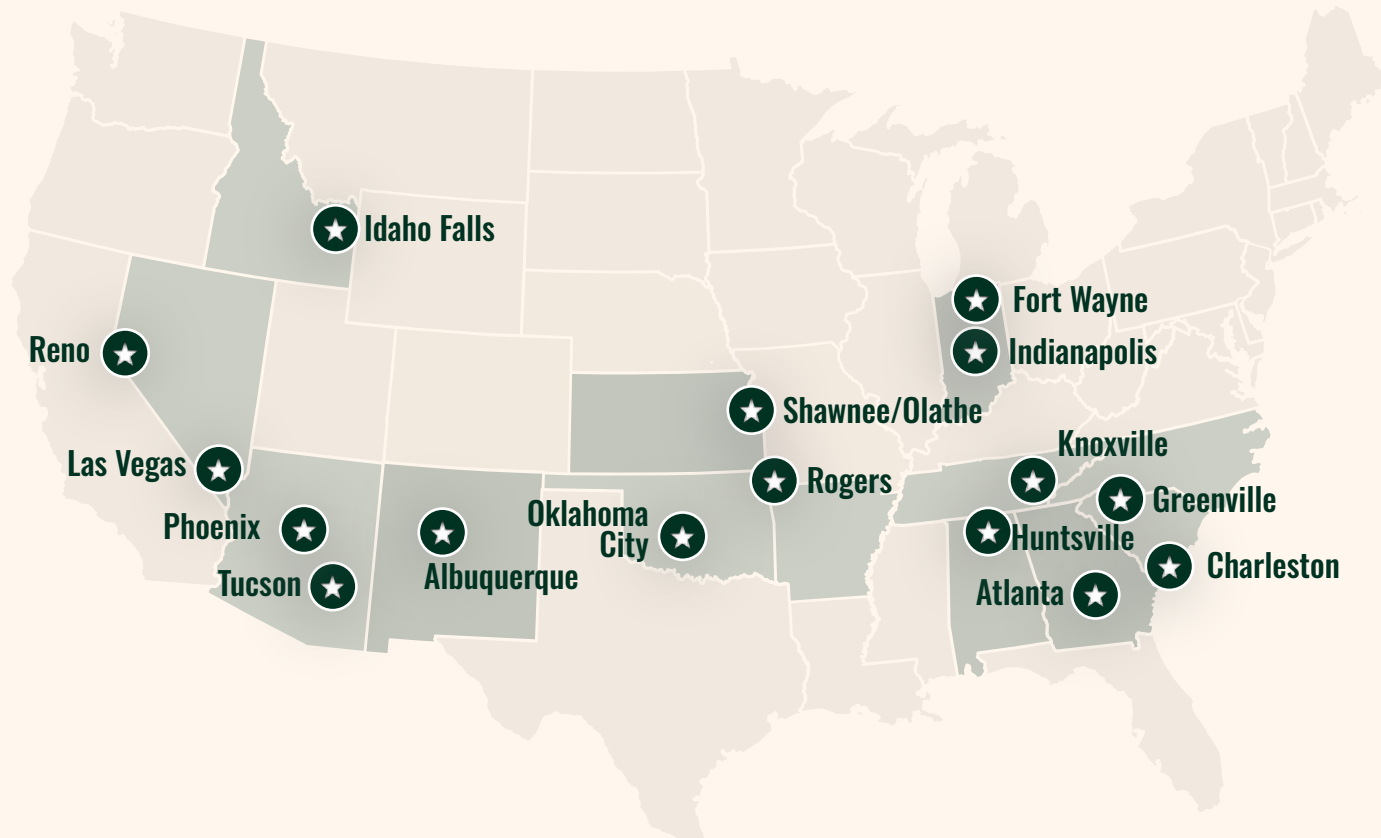 Idaho Falls
Fort Wayne
Reno
Indianapolis
Shawnee/Olathe
Knoxville
Las Vegas
Rogers
Greenville
Oklahoma
City
Phoenix
Huntsville
Charleston
Albuquerque
Tucson
Atlanta